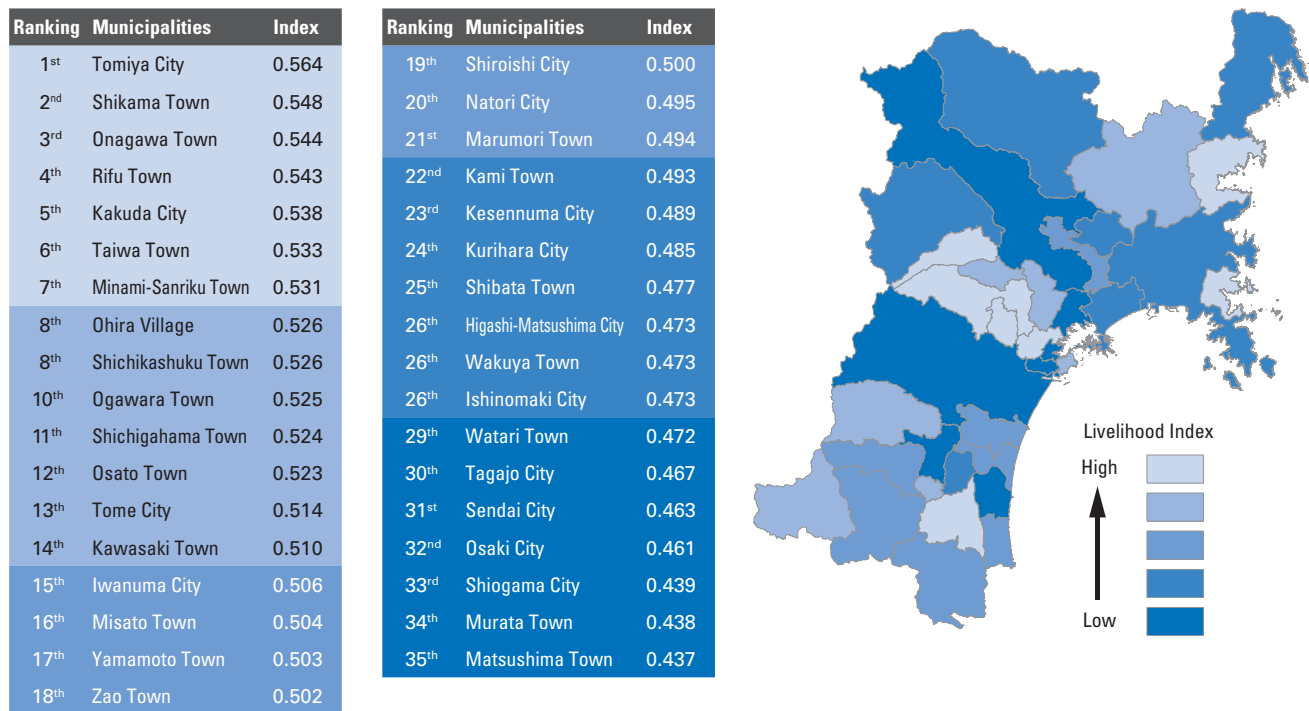 Ranking Municipalities Index
1st Tomiya City 0.564
2nd Shikama Town 0.548
3rd Onagawa Town 0.544
4th Rifu Town 0.543
5th Kakuda City 0.538
6th Taiwa Town 0.533
7th Minami-Sanriku Town 0.531
8th Ohira Village 0.526
8th Shichikashuku Town 0.526
10th Ogawara Town 0.525
11th Shichigahama Town 0.524
12th Osato Town 0.523
13th Tome City 0.514
14th Kawasaki Town 0.510
15th Iwanuma City 0.506
16th Misato Town 0.504
17th Yamamoto Town 0.503
18th Zao Town 0.502
Ranking Municipalities Index
19th Shiroishi City 0.500
20th Natori City 0.495
21st Marumori Town 0.494
22nd Kami Town 0.493
23rd Kesennuma City 0.489
24th Kurihara City 0.485
25th Shibata Town 0.477
26th Higashi-Matsushima City 0.473
26th Wakuya Town 0.473
26th Ishinomaki City 0.473
29th Watari Town 0.472
30th Tagajo City 0.467
31st Sendai City 0.463
32nd Osaki City 0.461
33rd Shiogama City 0.439
34th Murata Town 0.438
35th Matsushima Town 0.437
Livelihood Index
High
Low